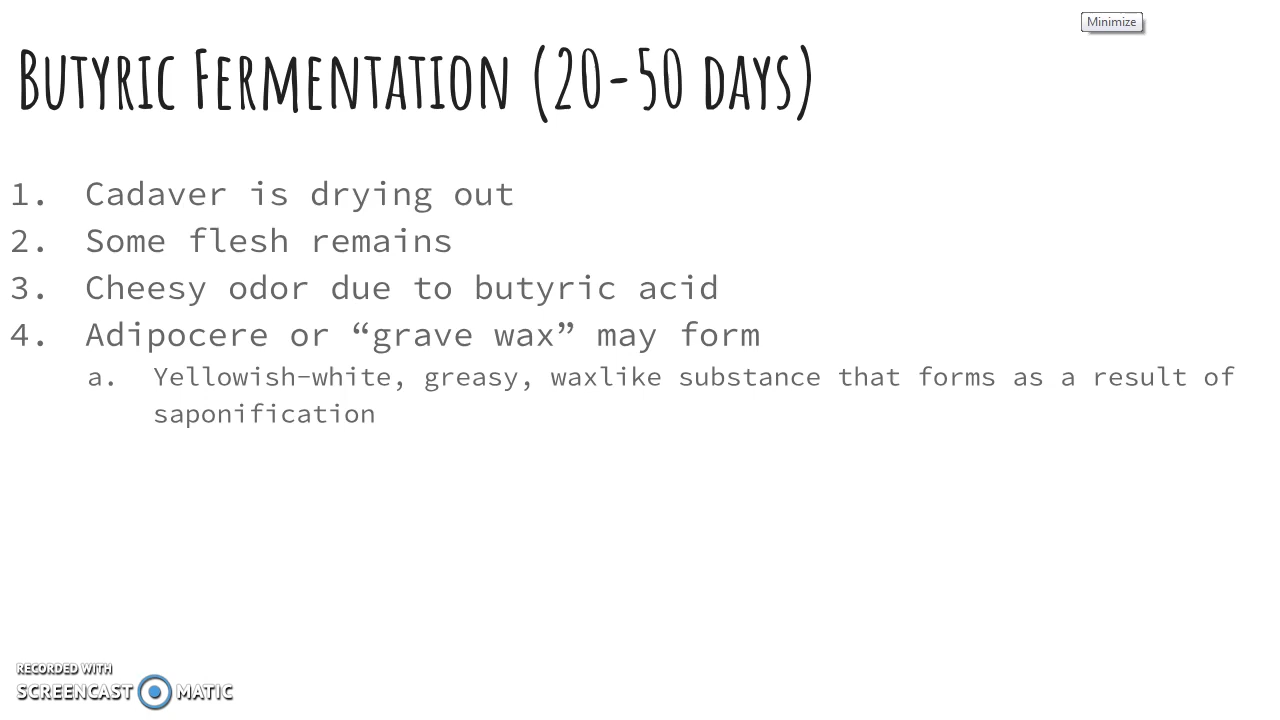 Minimize
Butyric Fermentation (20-50 days)
1. Cadaver is drying out
2. Some flesh remains
3. Cheesy odor due to butyric acid
4. Adipocere or “grave wax” may form
a. Yellowish-white, greasy, waxlike substance that forms as a result of
saponification
RECORDED WITH
SCREENCAST MATIC